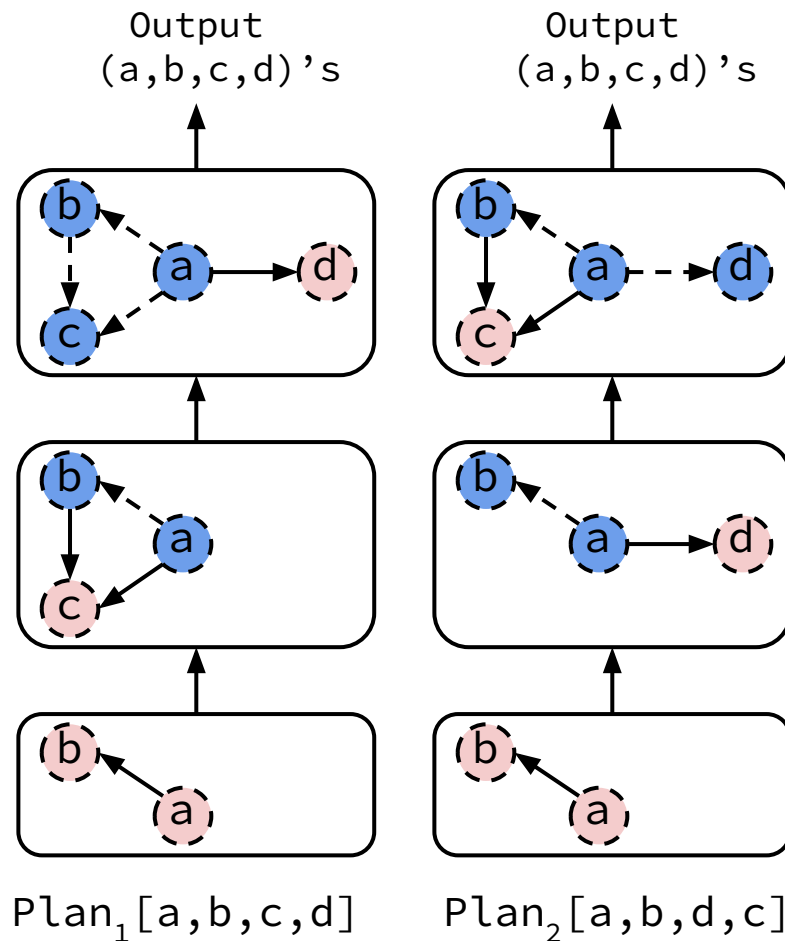 Output
(a,b,c,d)'s
b
a
d
c
b
a
c
b
a
Plan₁[a,b,c,d]
Output
(a,b,c,d)'s
b
a
d
c
b
a
d
b
a
Plan₂[a,b,d,c]